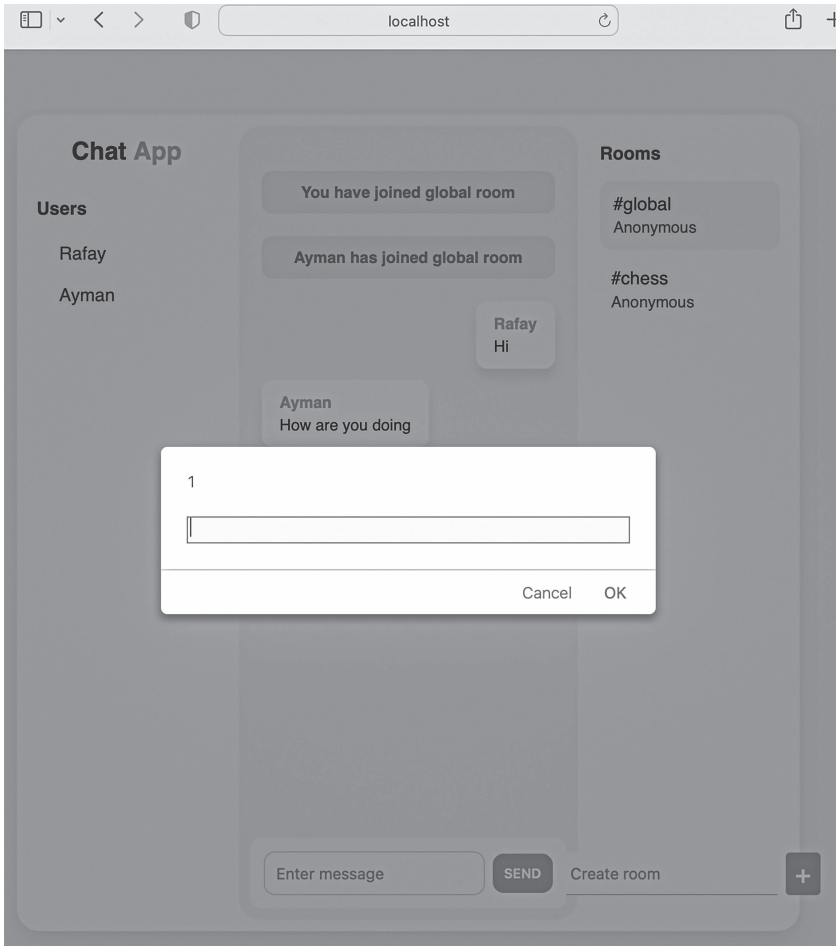 localhost
Chat App
Users
Rafay
Ayman
You have joined global room
Ayman has joined global room
Rafay
Hi
Ayman
How are you doing
Rooms
#global
Anonymous
#chess
Anonymous
1
Cancel OK
Enter message
SEND
Create room
+